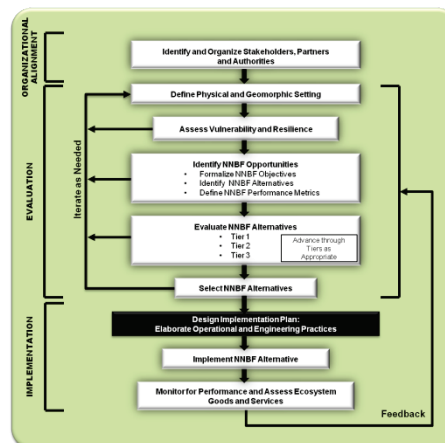 ORGANIZATIONAL
ALIGNMENT
Identify and Organize Stakeholders, Partners
and Authorities
EVALUATION
Iterate as Needed
Define Physical and Geomorphic Setting
Assess Vulnerability and Resilience
Identify NNBF Opportunities
• Formalize NNBF Objectives
• Identify NNBF Alternatives
• Define NNBF Performance Metrics
Evaluate NNBF Alternatives
• Tier 1
• Tier 2
• Tier 3
Advance through
Tiers as
Appropriate
Select NNBF Alternatives
IMPLEMENTATION
Design Implementation Plan:
Elaborate Operational and Engineering Practices
Implement NNBF Alternative
Monitor for Performance and Assess Ecosystem
Goods and Services
Feedback